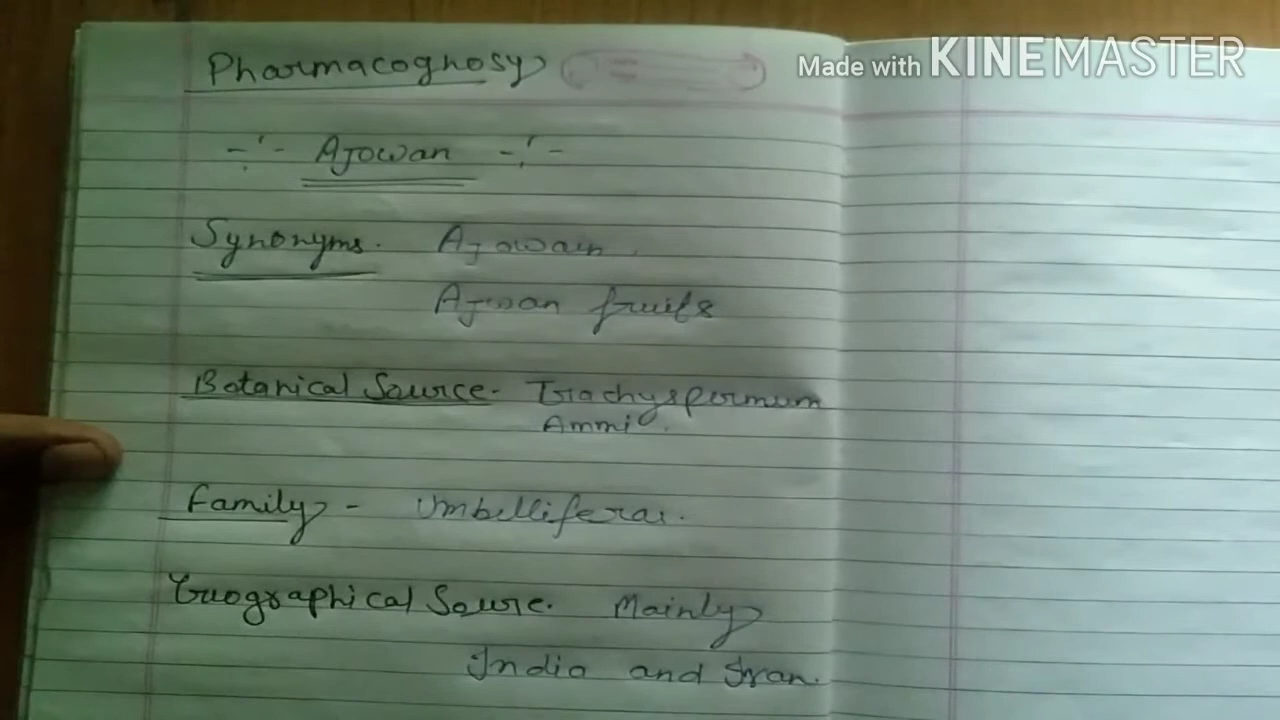 Pharmacognosy
Made with KINEMASTER
Ajowan
Synonyms. Ajowain.
Ajwan fruits
Botanical Source - Trachyspermum
Ammi.
Family - Umbelliferae.
Geographical Source. Mainly
India and Iran.